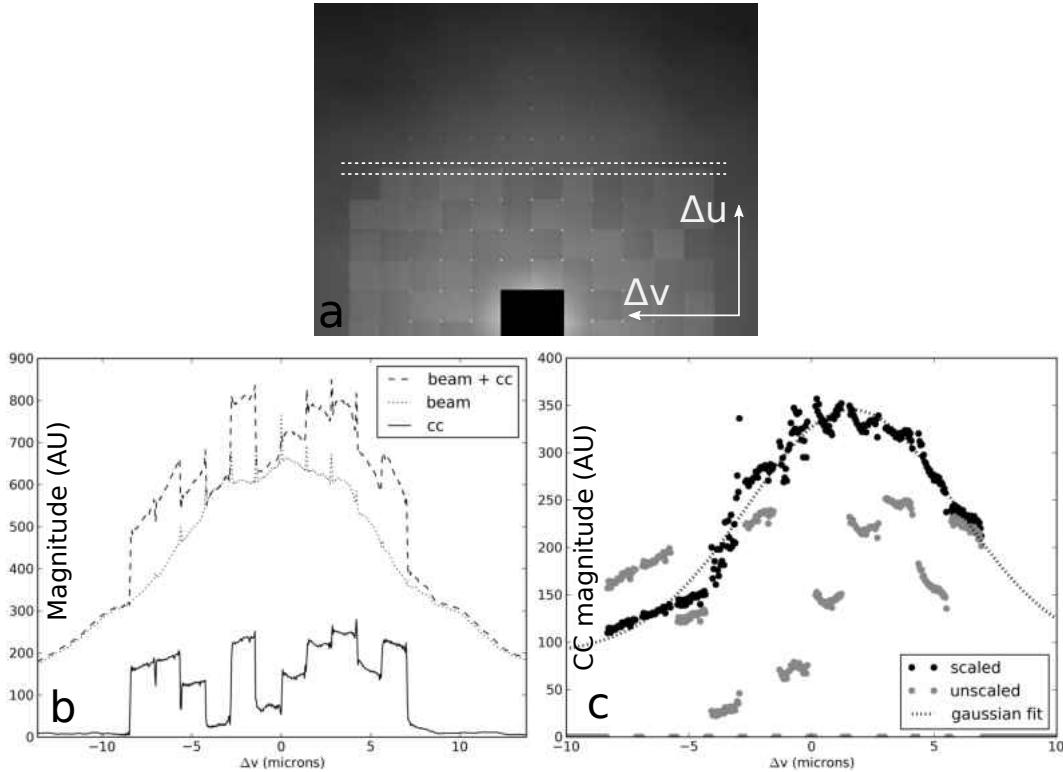 Δu
Δv
a
900
800
700
600
500
400
300
200
100
0
Magnitude (AU)
beam + cc
beam
cc
b
−10
−5
0
5
10
Δv (microns)
400
350
300
250
200
150
100
50
0
CC magnitude (AU)
scaled
unscaled
gaussian fit
c
−10
−5
0
5
10
Δv (microns)